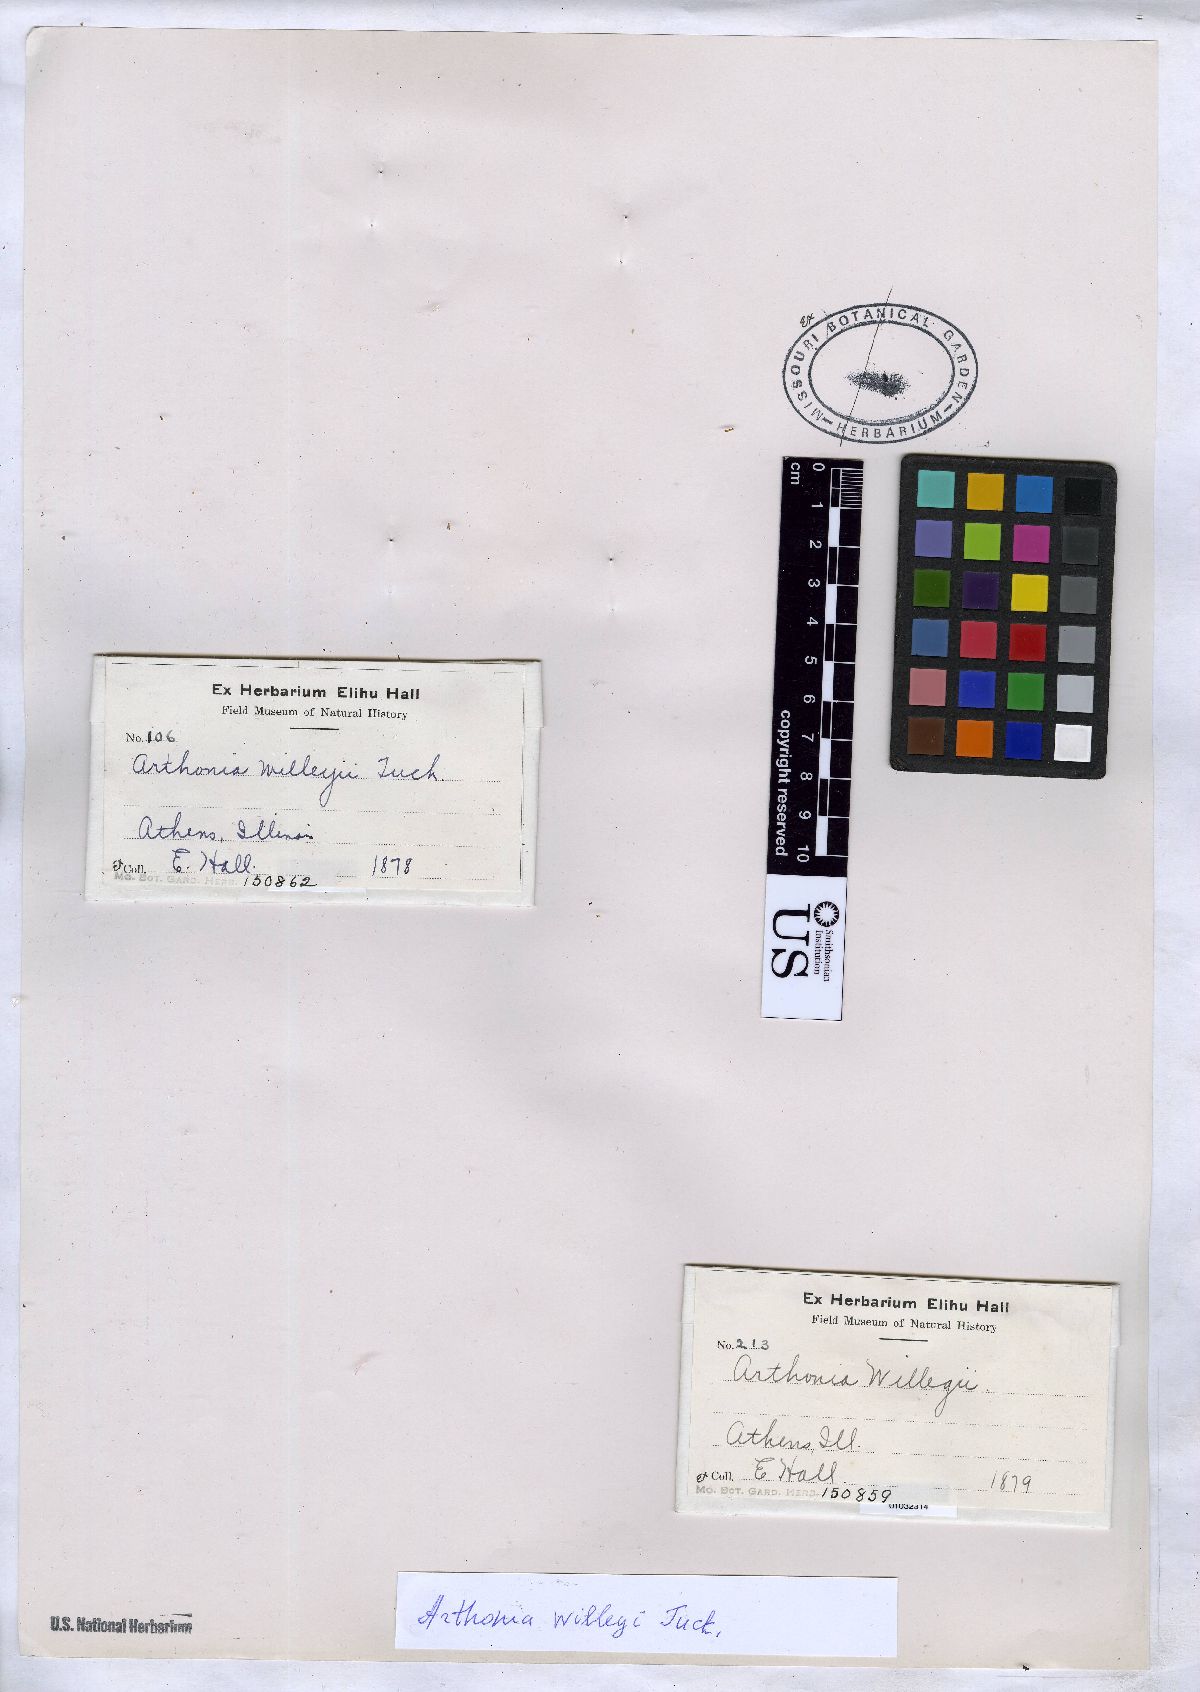 Ex
MISSOURI BOTANICAL GARDEN
HERBARIUM
0 1 2 3 4 5 6 7 8 9 10
cm
copyright reserved
Smithsonian
Institution
US
Ex Herbarium Elihu Hall
Field Museum of Natural History
No. 106
Arthonia Willeyii Tuck
Athens, Illinois
Coll. E. Hall. 1878
MO. BOT. GARD. HERB. 150862
Ex Herbarium Elihu Hall
Field Museum of Natural History
No. 213
Arthonia Willegii.
Athens, Ill.
Coll. E Hall. 1879
MO. BOT. GARD. HERB. 150859
Arthonia willeyi Tuck.
U.S. National Herbarium